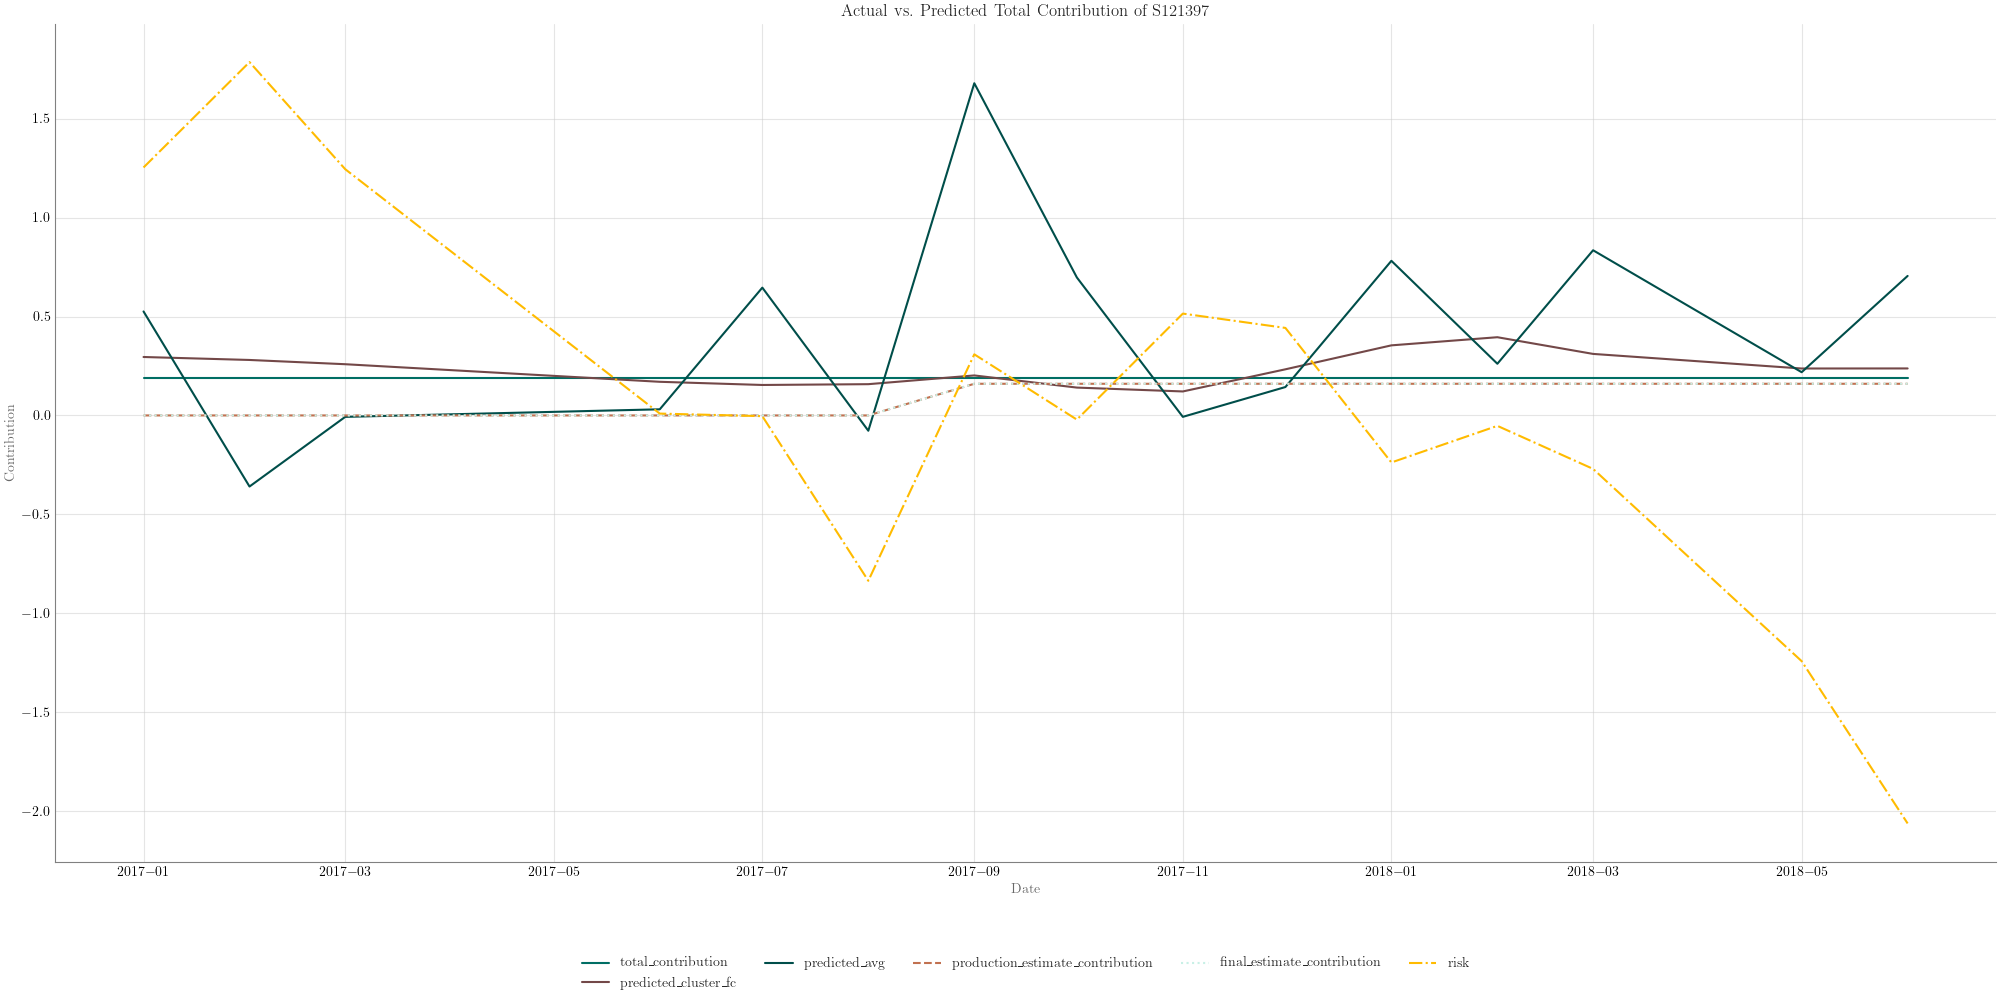 Actual vs. Predicted Total Contribution of S121397
1.5
1.0
0.5
0.0
−0.5
−1.0
−1.5
−2.0
Contribution
2017−01 2017−03 2017−05 2017−07 2017−09 2017−11 2018−01 2018−03 2018−05
Date
total_contribution predicted_avg production_estimate_contribution final_estimate_contribution risk
predicted_cluster_fc